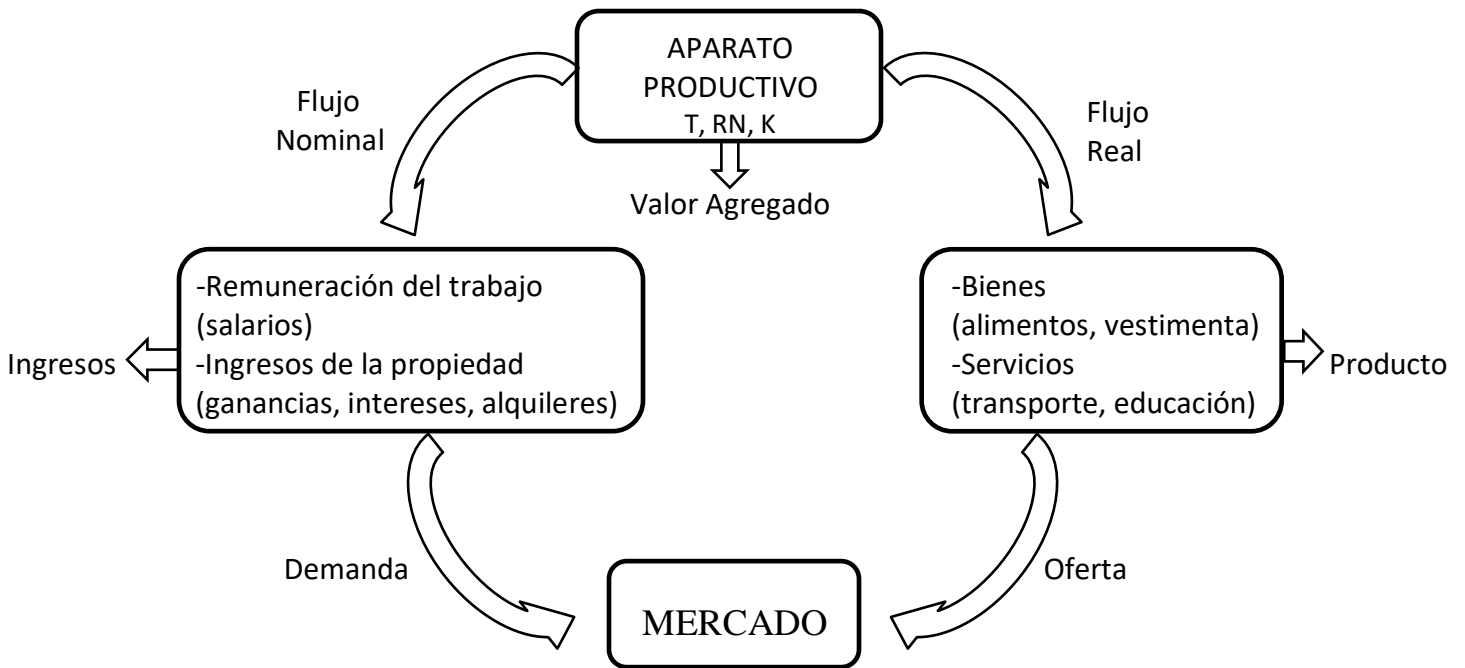 APARATO
PRODUCTIVO
T, RN, K
Flujo
Nominal
Flujo
Real
Valor Agregado
-Remuneración del trabajo
(salarios)
-Ingresos de la propiedad
(ganancias, intereses, alquileres)
Ingresos
-Bienes
(alimentos, vestimenta)
-Servicios
(transporte, educación)
Producto
Demanda
Oferta
MERCADO